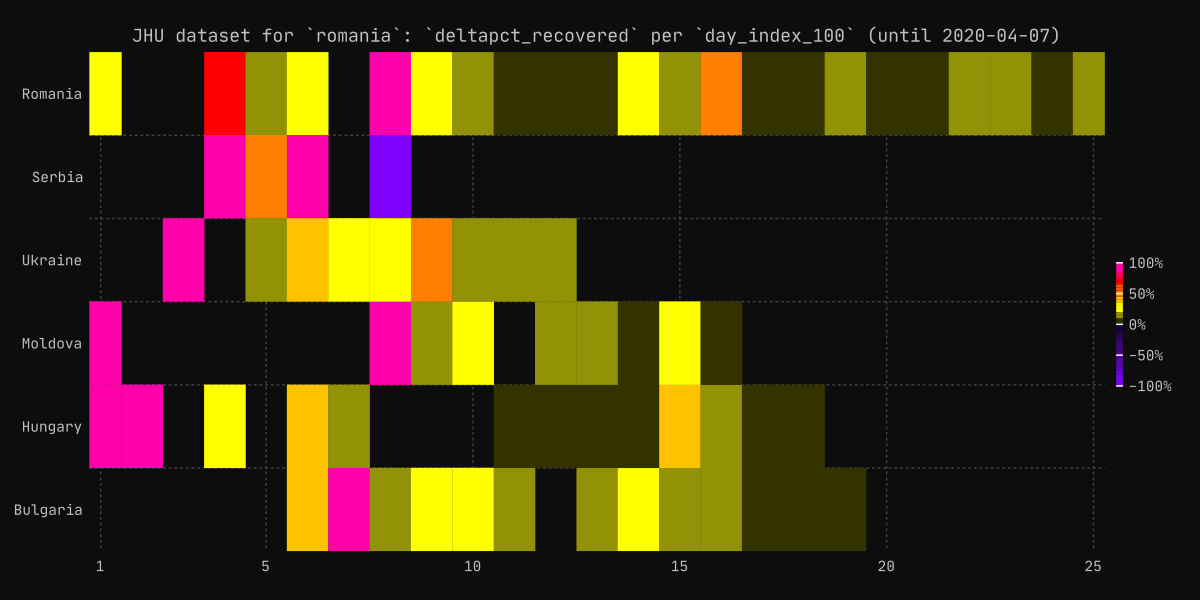 JHU dataset for `romania`: `deltapct_recovered` per `day_index_100` (until 2020-04-07)
Romania
Serbia
Ukraine
Moldova
Hungary
Bulgaria
100%
50%
0%
-50%
-100%
1 5 10 15 20 25